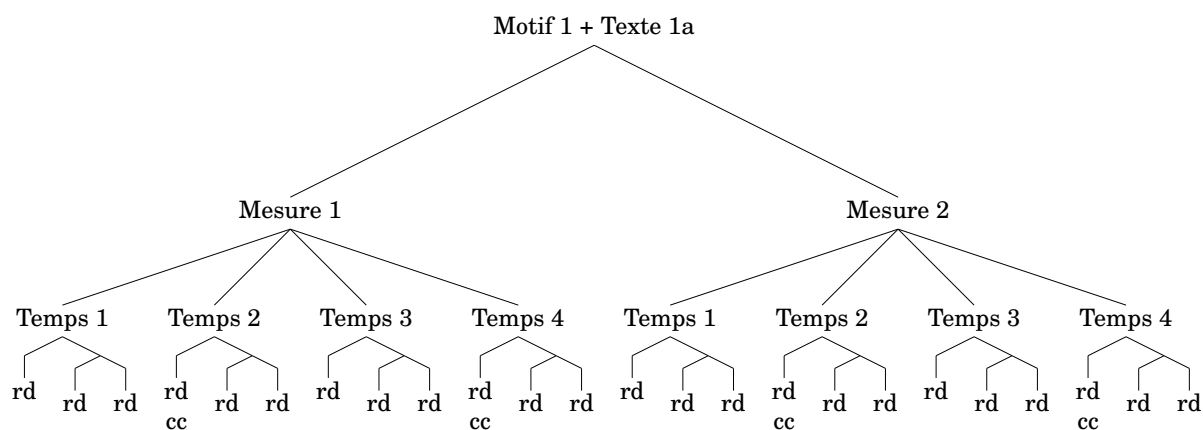 Motif 1 + Texte 1a
Mesure 1 Mesure 2
Temps 1 Temps 2 Temps 3 Temps 4 Temps 1 Temps 2 Temps 3 Temps 4
rd rd rd rd rd rd rd rd rd rd rd rd rd rd rd rd rd rd rd rd rd rd rd rd
cc cc cc cc